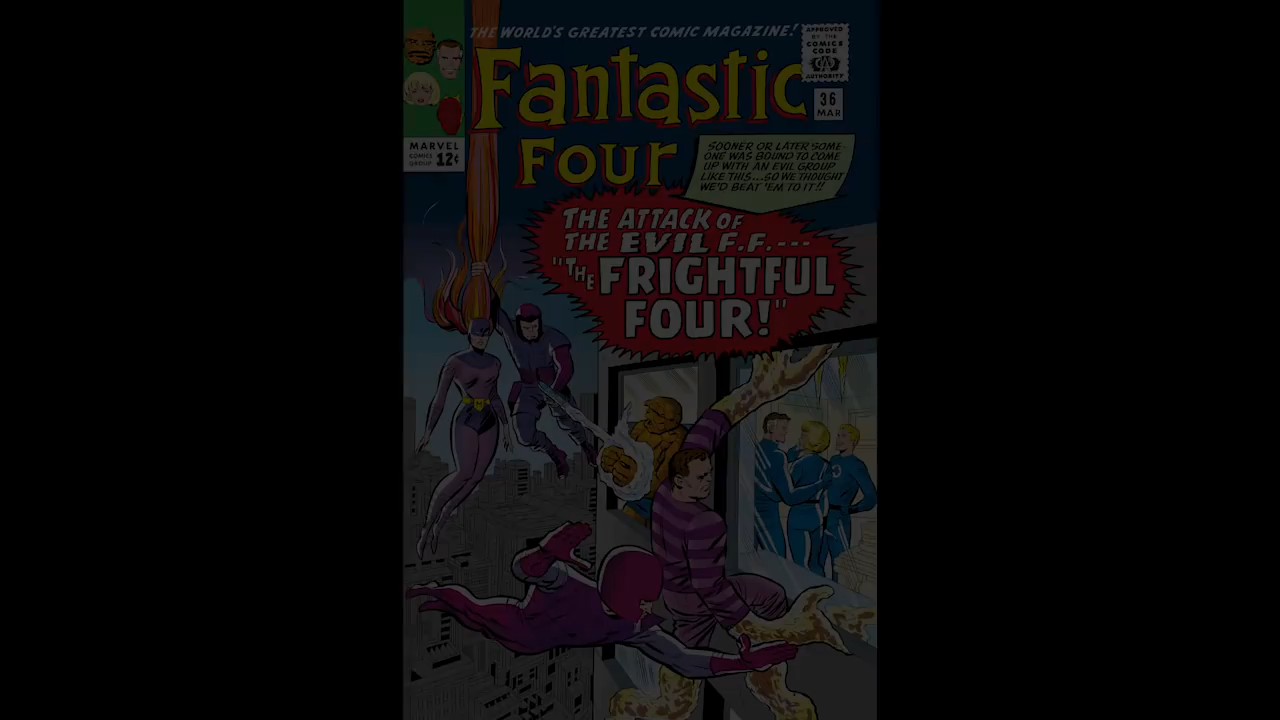 THE WORLD'S GREATEST COMIC MAGAZINE!
FANTASTIC
FOUR
APPROVED
BY THE
COMICS
CODE
AUTHORITY
36
MAR
MARVEL
COMICS
GROUP
12¢
SOONER OR LATER SOME-
ONE WAS BOUND TO COME
UP WITH AN EVIL GROUP
LIKE THIS...SO WE THOUGHT
WE'D BEAT 'EM TO IT!!
THE ATTACK OF
THE EVIL F.F.---
"THE FRIGHTFUL
FOUR!"